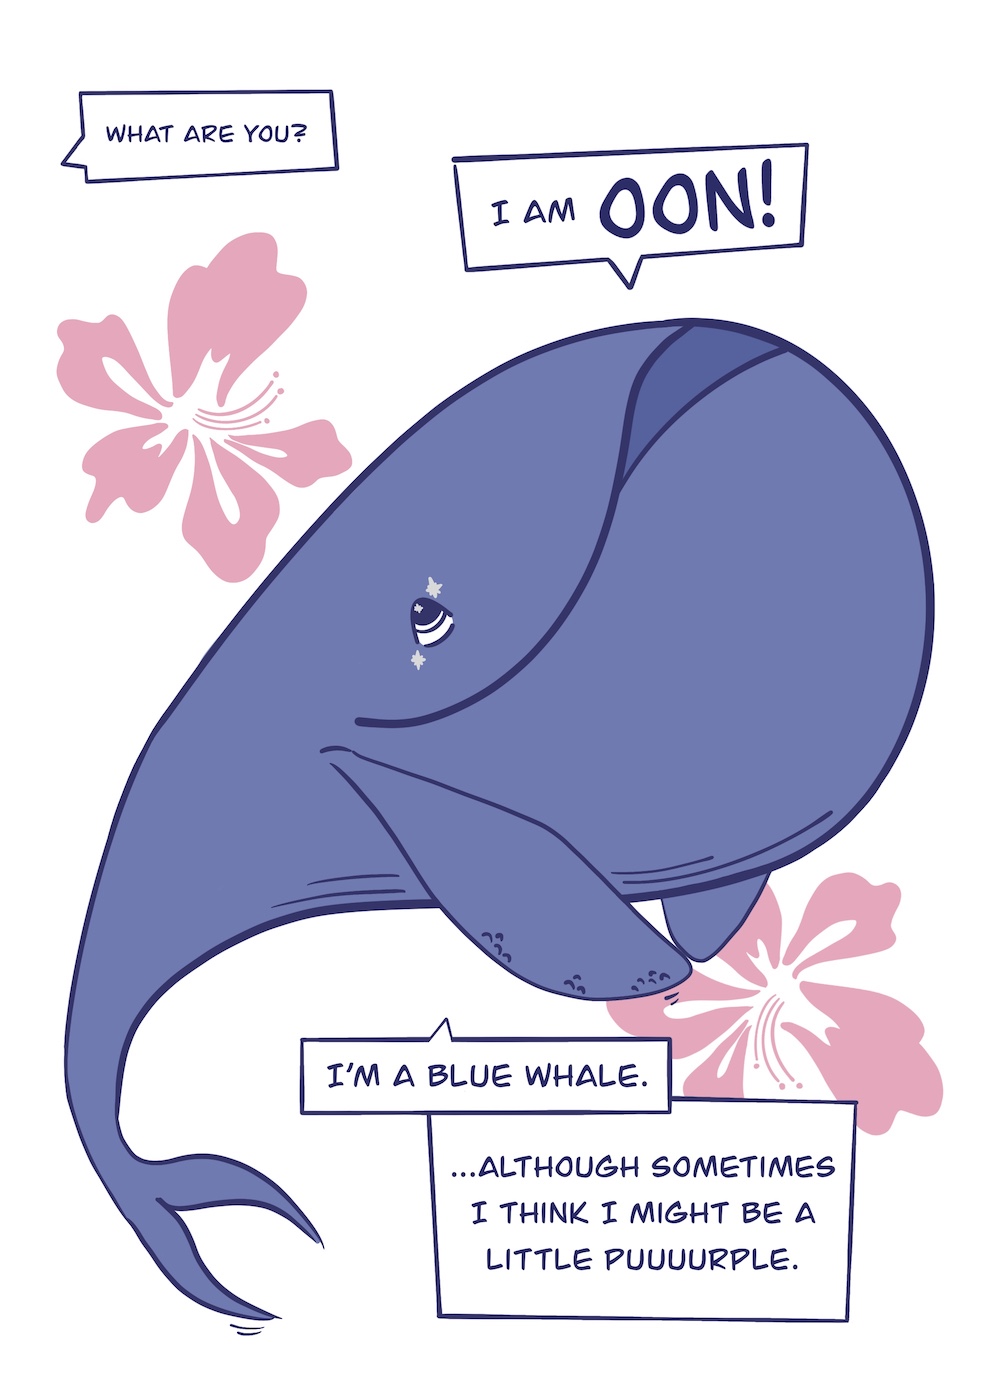 WHAT ARE YOU?
I AM OON!
I'M A BLUE WHALE.
...ALTHOUGH SOMETIMES
I THINK I MIGHT BE A
LITTLE PUUUURPLE.